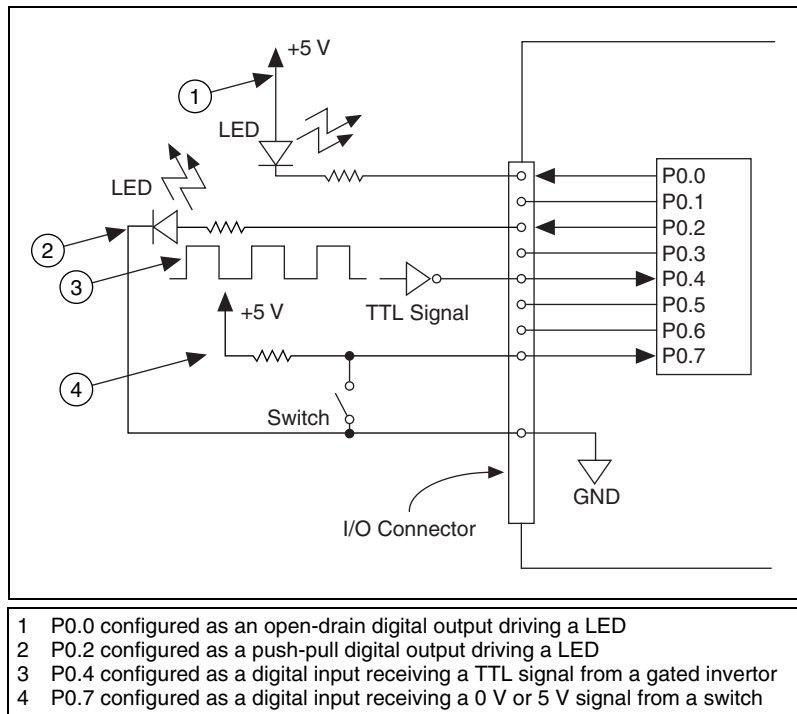 +5 V
1
LED
LED
P0.0
P0.1
2
P0.2
P0.3
3
P0.4
+5 V
TTL Signal
P0.5
P0.6
P0.7
4
Switch
GND
I/O Connector
1 P0.0 configured as an open-drain digital output driving a LED
2 P0.2 configured as a push-pull digital output driving a LED
3 P0.4 configured as a digital input receiving a TTL signal from a gated invertor
4 P0.7 configured as a digital input receiving a 0 V or 5 V signal from a switch